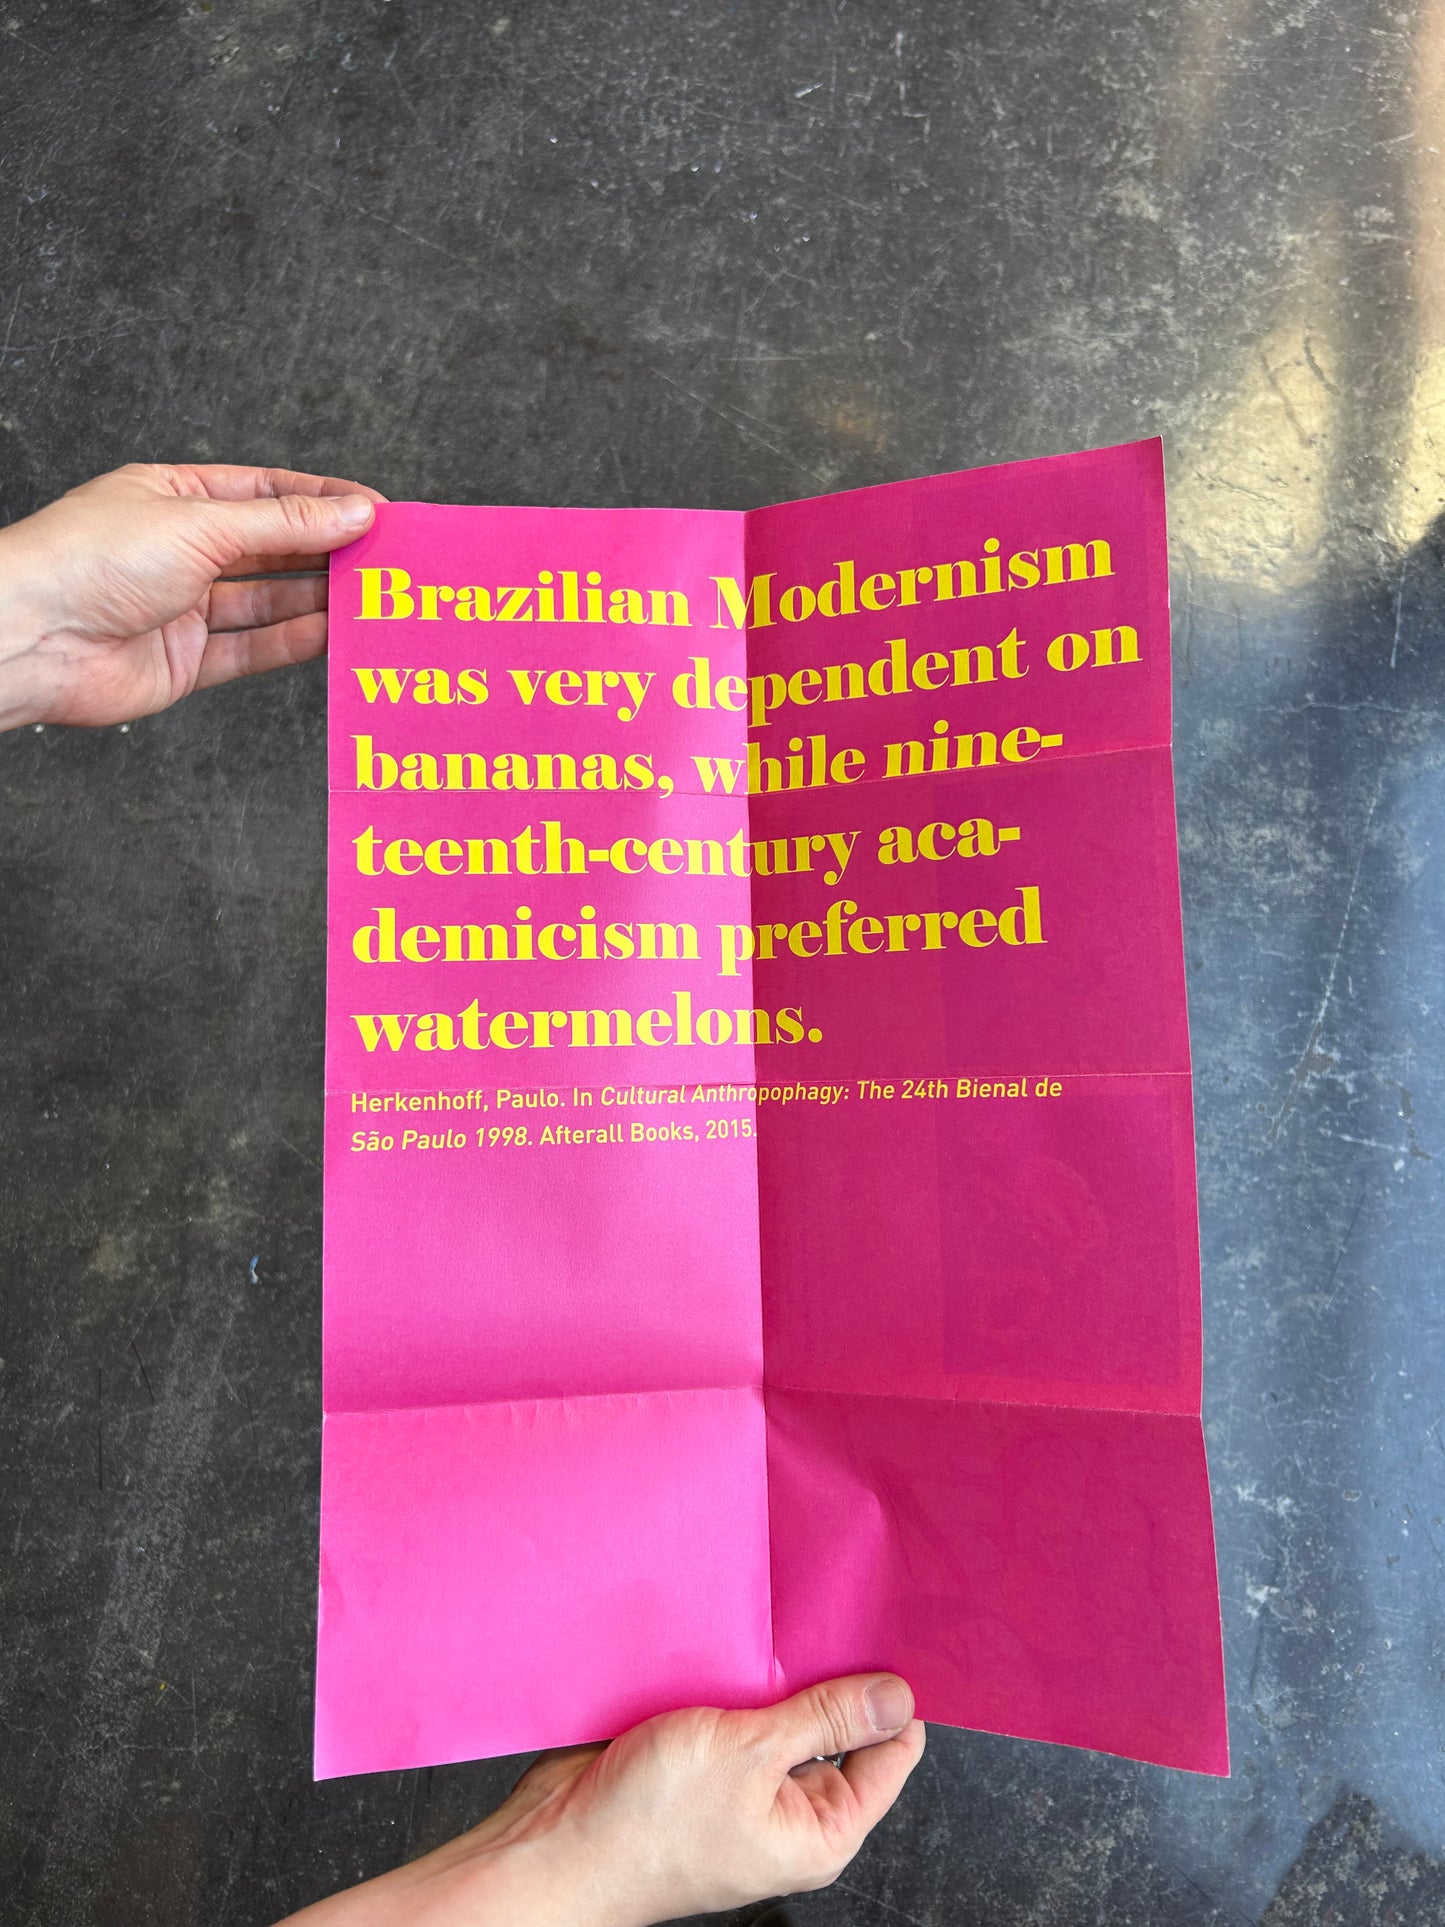 Brazilian Modernism
was very dependent on
bananas, while nine-
teenth-century aca-
demicism preferred
watermelons.
Herkenhoff, Paulo. In Cultural Anthropophagy: The 24th Bienal de
São Paulo 1998. Afterall Books, 2015.